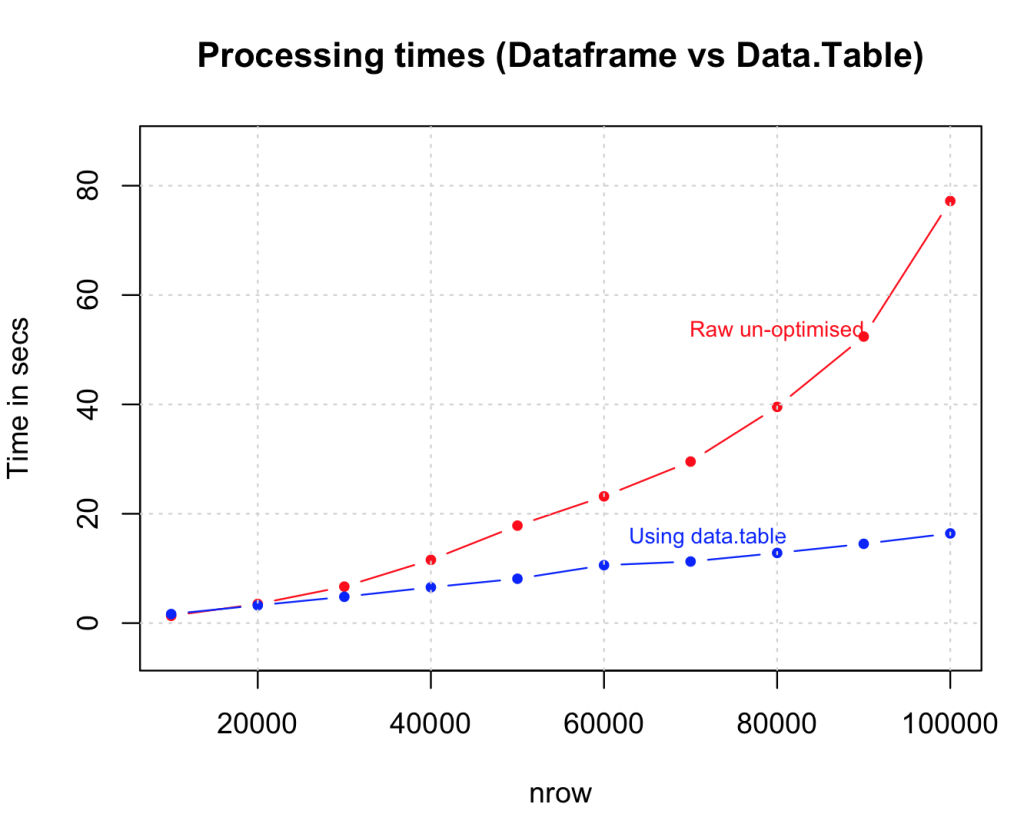 Processing times (Dataframe vs Data.Table)
80
60
40
20
0
Time in secs
Raw un-optimised
Using data.table
20000 40000 60000 80000 100000
nrow